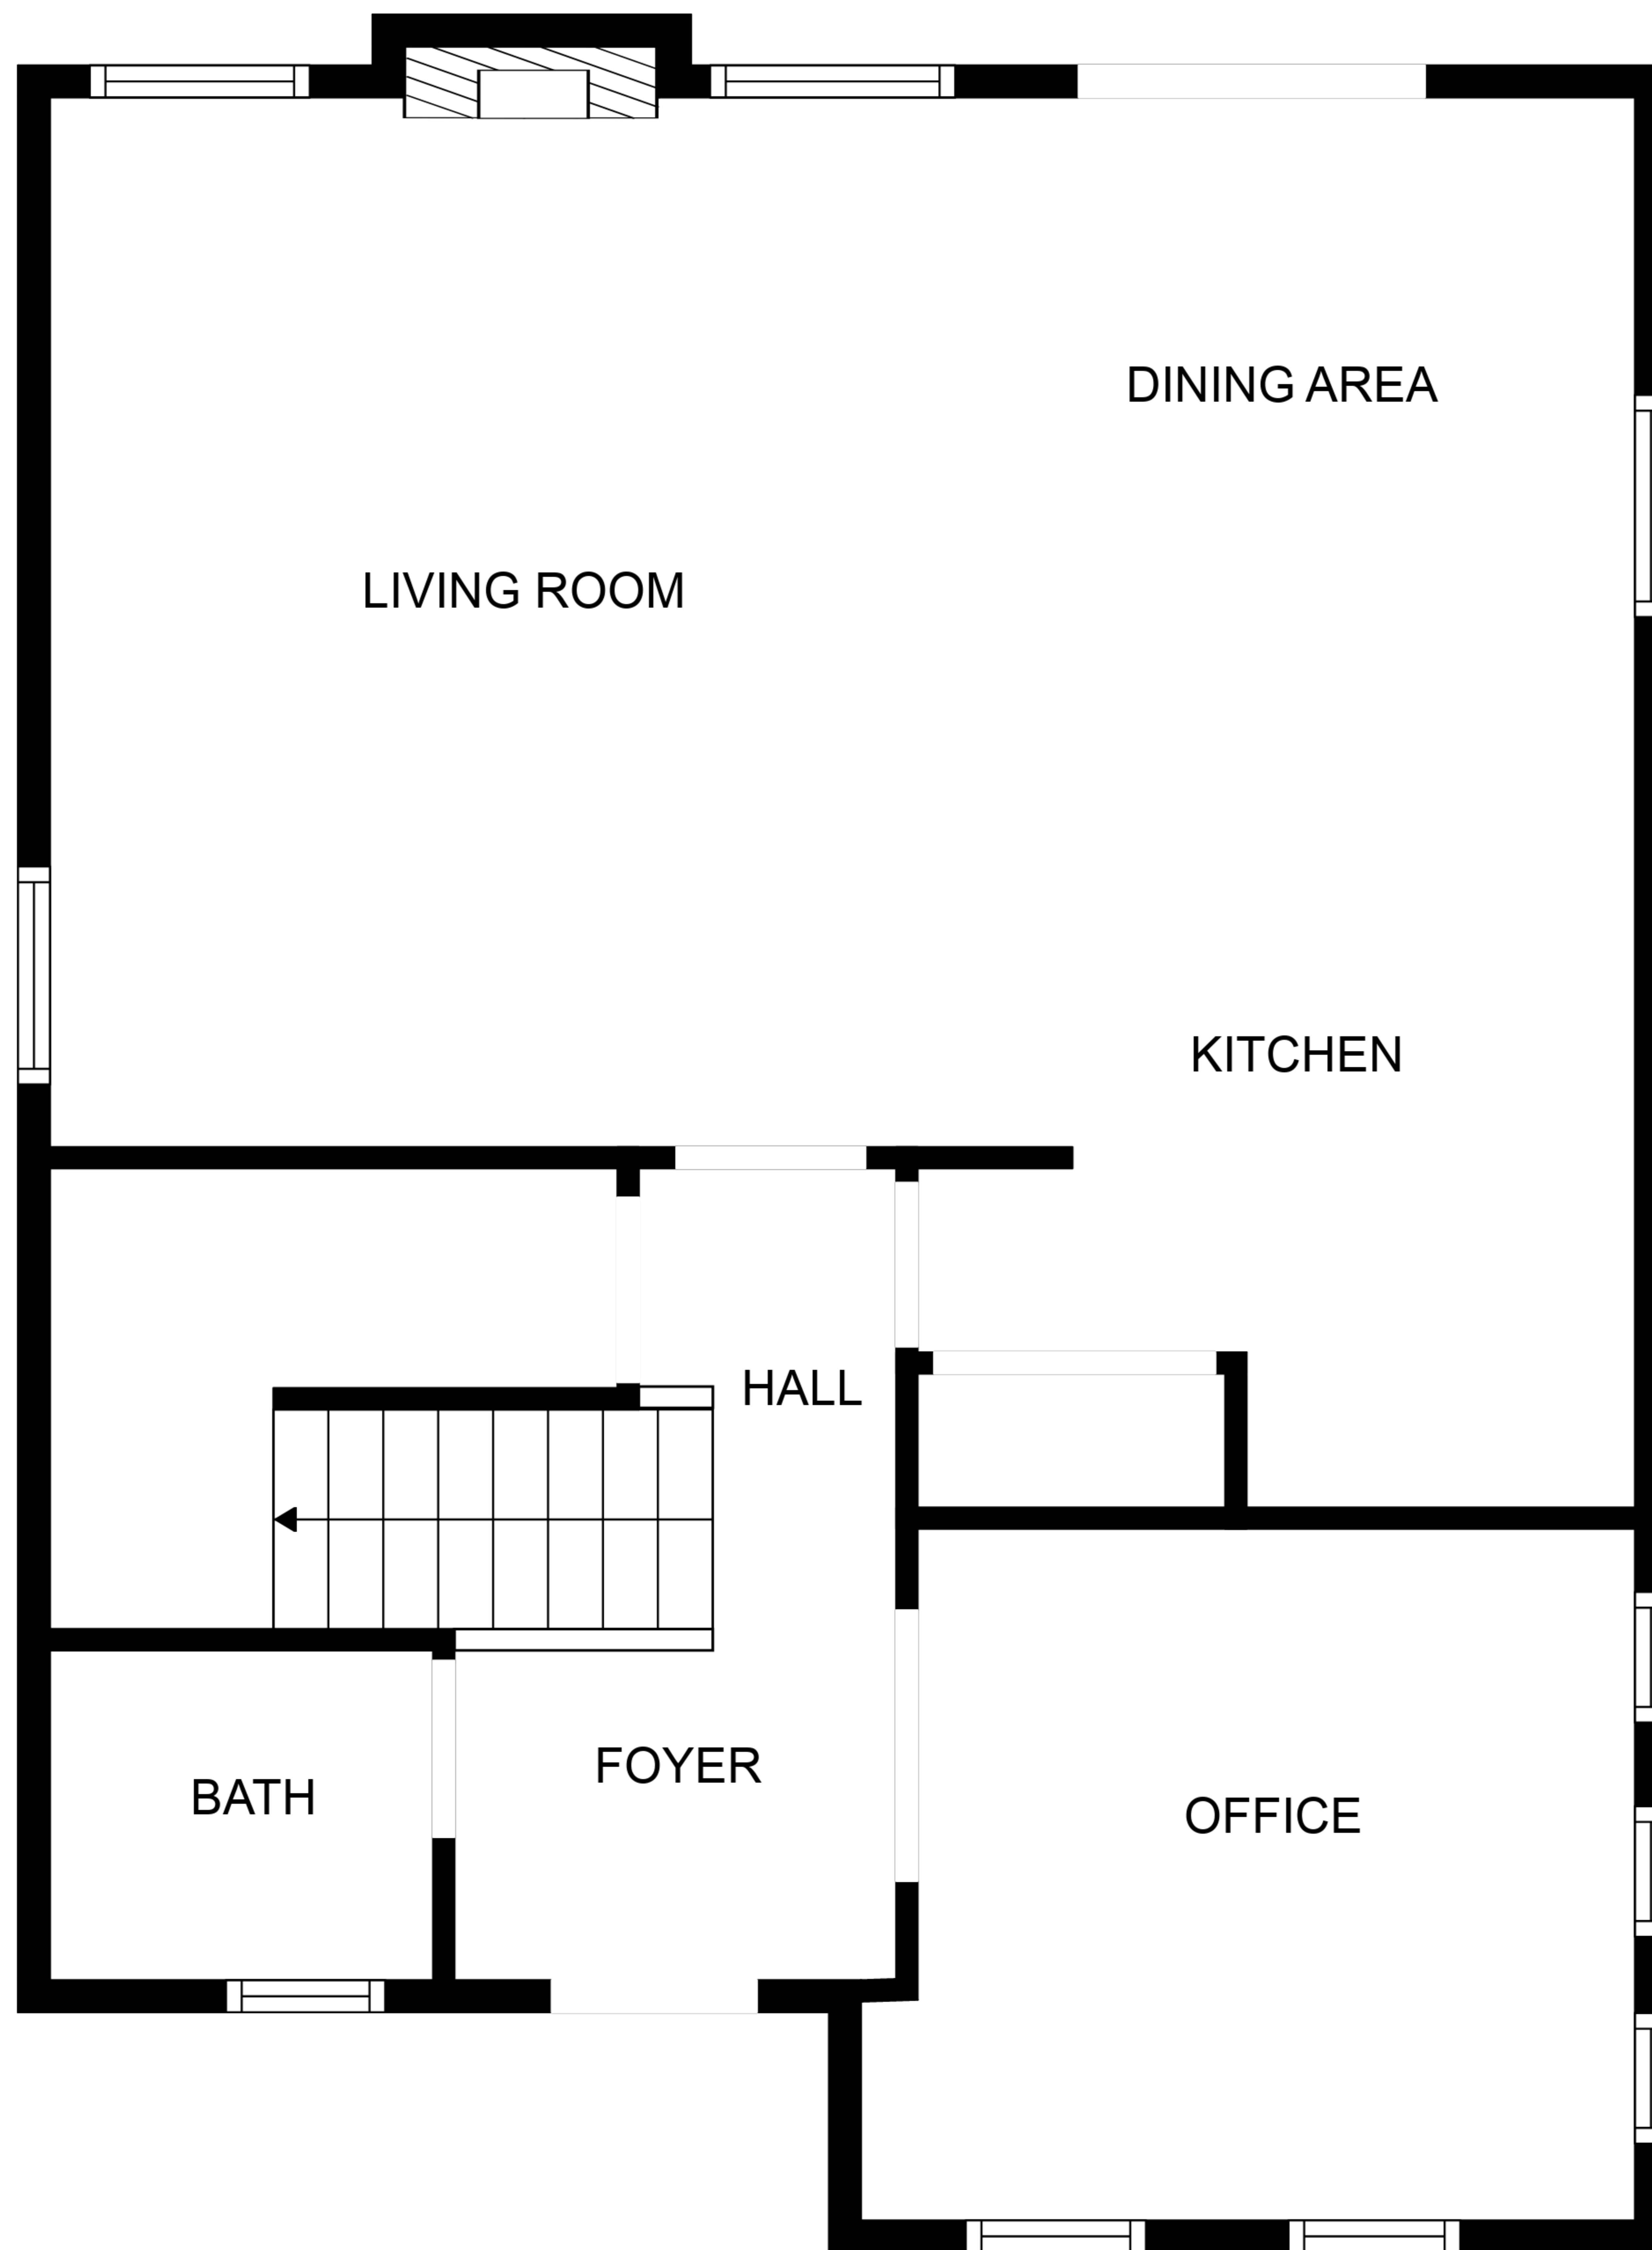 DINING AREA
LIVING ROOM
KITCHEN
HALL
FOYER
BATH
OFFICE